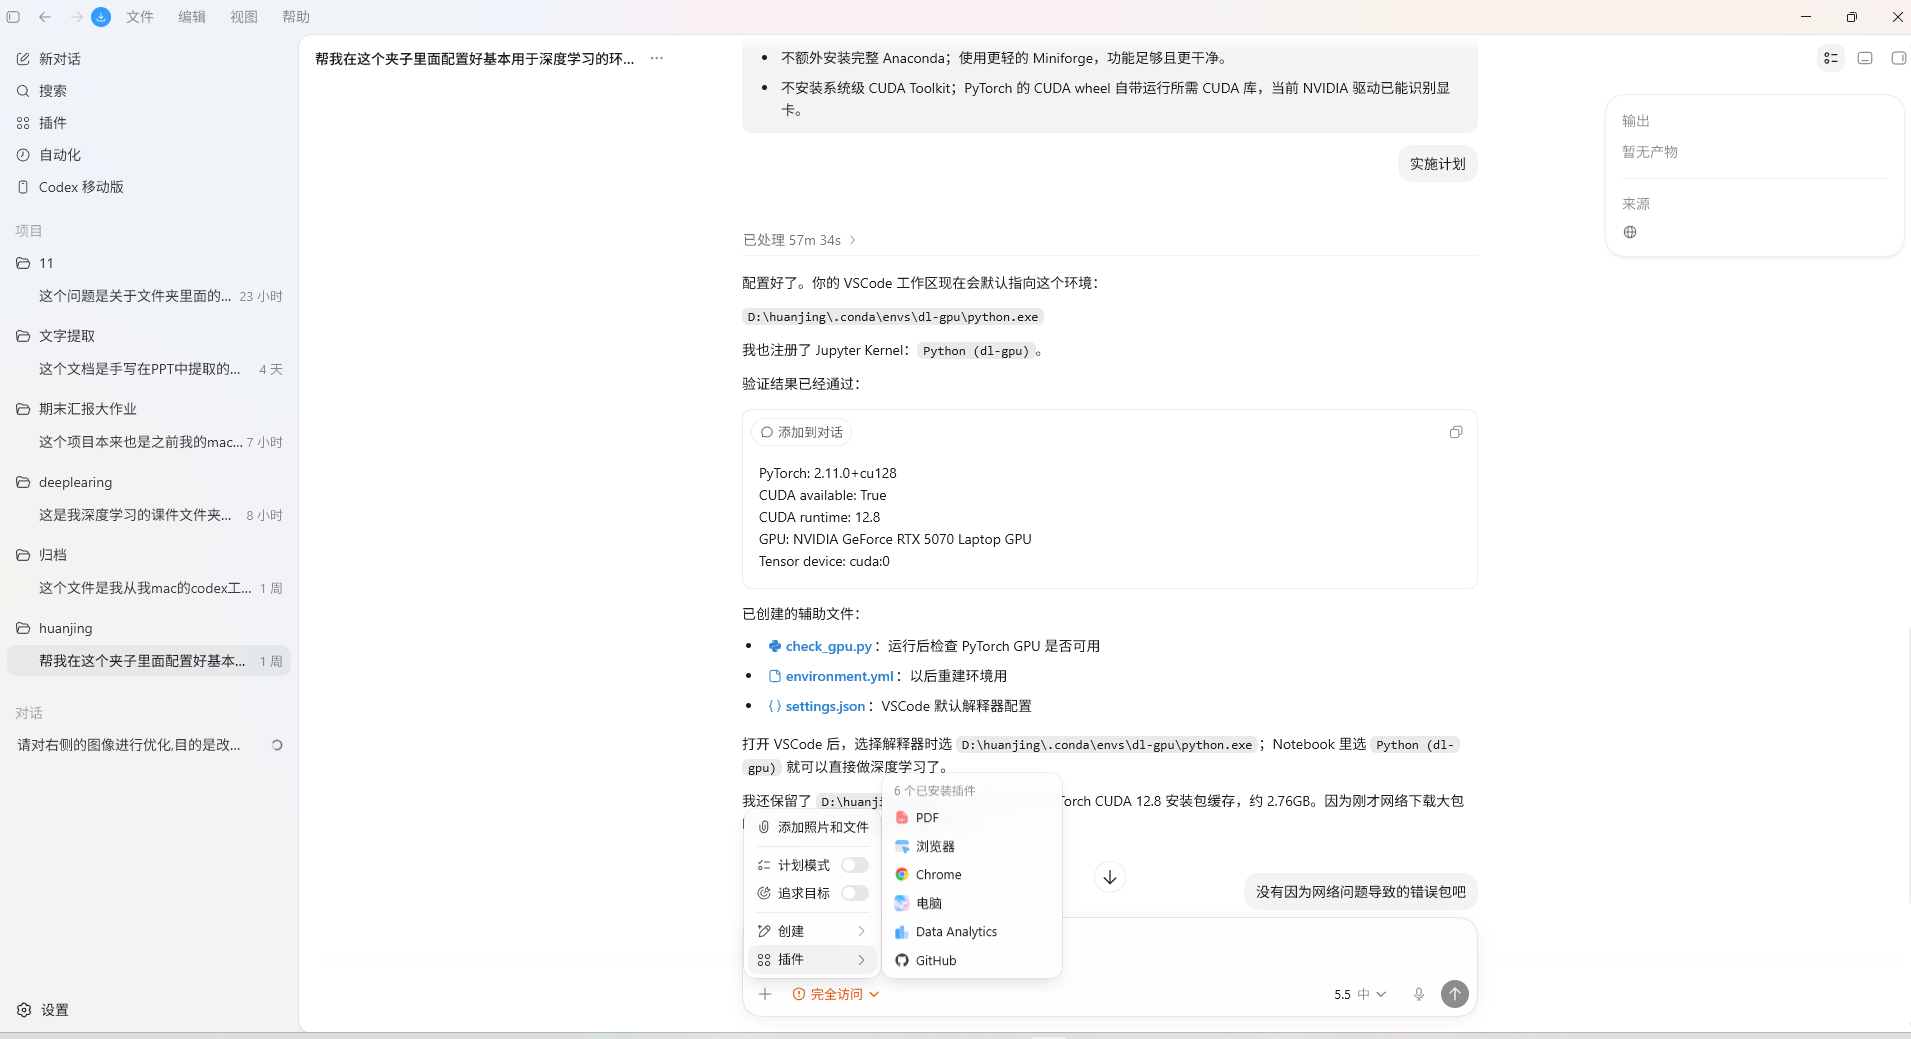 文件 编辑 视图 帮助
新对话
搜索
插件
自动化
Codex 移动版
项目
11
这个问题是关于文件夹里面的... 23 小时
文字提取
这个文档是手写在PPT中提取的... 4 天
期末汇报大作业
这个项目本来也是之前我的mac... 7 小时
deeplearing
这是我深度学习的课件文件夹... 8 小时
归档
这个文件是我从我mac的codex工... 1 周
huanjing
帮我在这个夹子里面配置好基本... 1 周
对话
请对右侧的图像进行优化,目的是改...
设置
帮我在这个夹子里面配置好基本用于深度学习的环... ···
不额外安装完整 Anaconda；使用更轻的 Miniforge，功能足够且更干净。
不安装系统级 CUDA Toolkit；PyTorch 的 CUDA wheel 自带运行所需 CUDA 库，当前 NVIDIA 驱动已能识别显
卡。
实施计划
已处理 57m 34s
配置好了。你的 VSCode 工作区现在会默认指向这个环境：
D:\huanjing\.conda\envs\dl-gpu\python.exe
我也注册了 Jupyter Kernel： Python (dl-gpu) 。
验证结果已经通过：
添加到对话
PyTorch: 2.11.0+cu128
CUDA available: True
CUDA runtime: 12.8
GPU: NVIDIA GeForce RTX 5070 Laptop GPU
Tensor device: cuda:0
已创建的辅助文件：
check_gpu.py：运行后检查 PyTorch GPU 是否可用
environment.yml：以后重建环境用
settings.json：VSCode 默认解释器配置
打开 VSCode 后，选择解释器时选 D:\huanjing\.conda\envs\dl-gpu\python.exe ；Notebook 里选 Python (dl-
gpu) 就可以直接做深度学习了。
我还保留了 D:\huanj orch CUDA 12.8 安装包缓存，约 2.76GB。因为刚才网络下载大包
添加照片和文件
计划模式
追求目标
创建
插件
6 个已安装插件
PDF
浏览器
Chrome
电脑
Data Analytics
GitHub
没有因为网络问题导致的错误包吧
完全访问
5.5 中
输出
暂无产物
来源